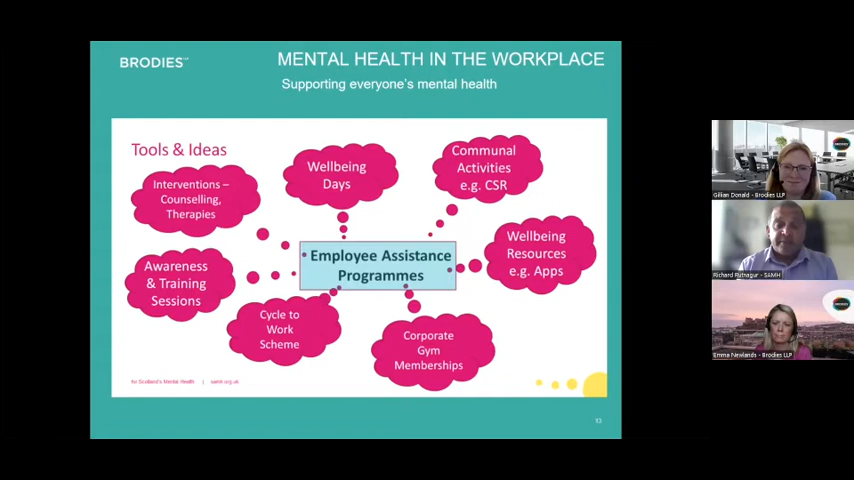 BRODIES LLP
MENTAL HEALTH IN THE WORKPLACE
Supporting everyone's mental health
Tools & Ideas
Interventions –
Counselling,
Therapies
Wellbeing
Days
Communal
Activities
e.g. CSR
Awareness
& Training
Sessions
Employee Assistance
Programmes
Wellbeing
Resources
e.g. Apps
Cycle to
Work
Scheme
Corporate
Gym
Memberships
for Scotland's Mental Health | samh.org.uk
13
Gillian Donald - Brodies LLP
Richard Rutnagur - SAMH
Emma Newlands - Brodies LLP